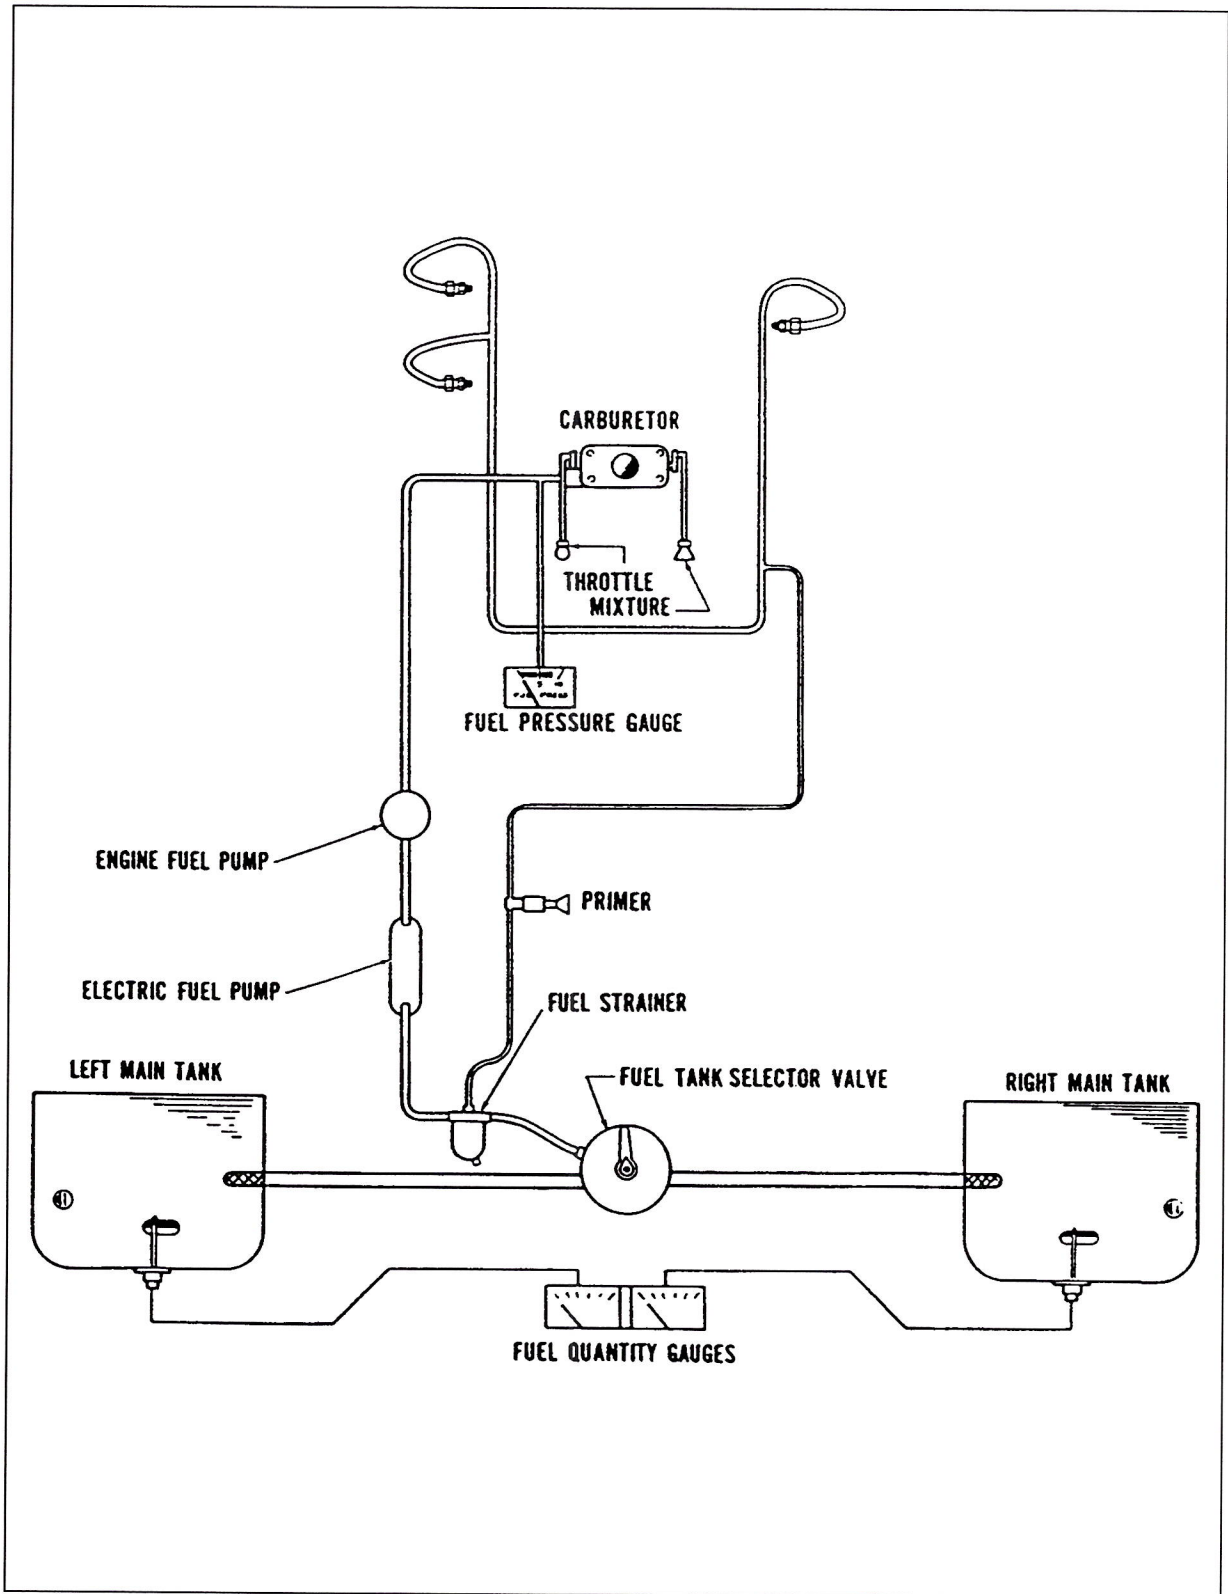 CARBURETOR
THROTTLE
MIXTURE
FUEL PRESSURE GAUGE
ENGINE FUEL PUMP
PRIMER
ELECTRIC FUEL PUMP
FUEL STRAINER
LEFT MAIN TANK
FUEL TANK SELECTOR VALVE
RIGHT MAIN TANK
FUEL QUANTITY GAUGES